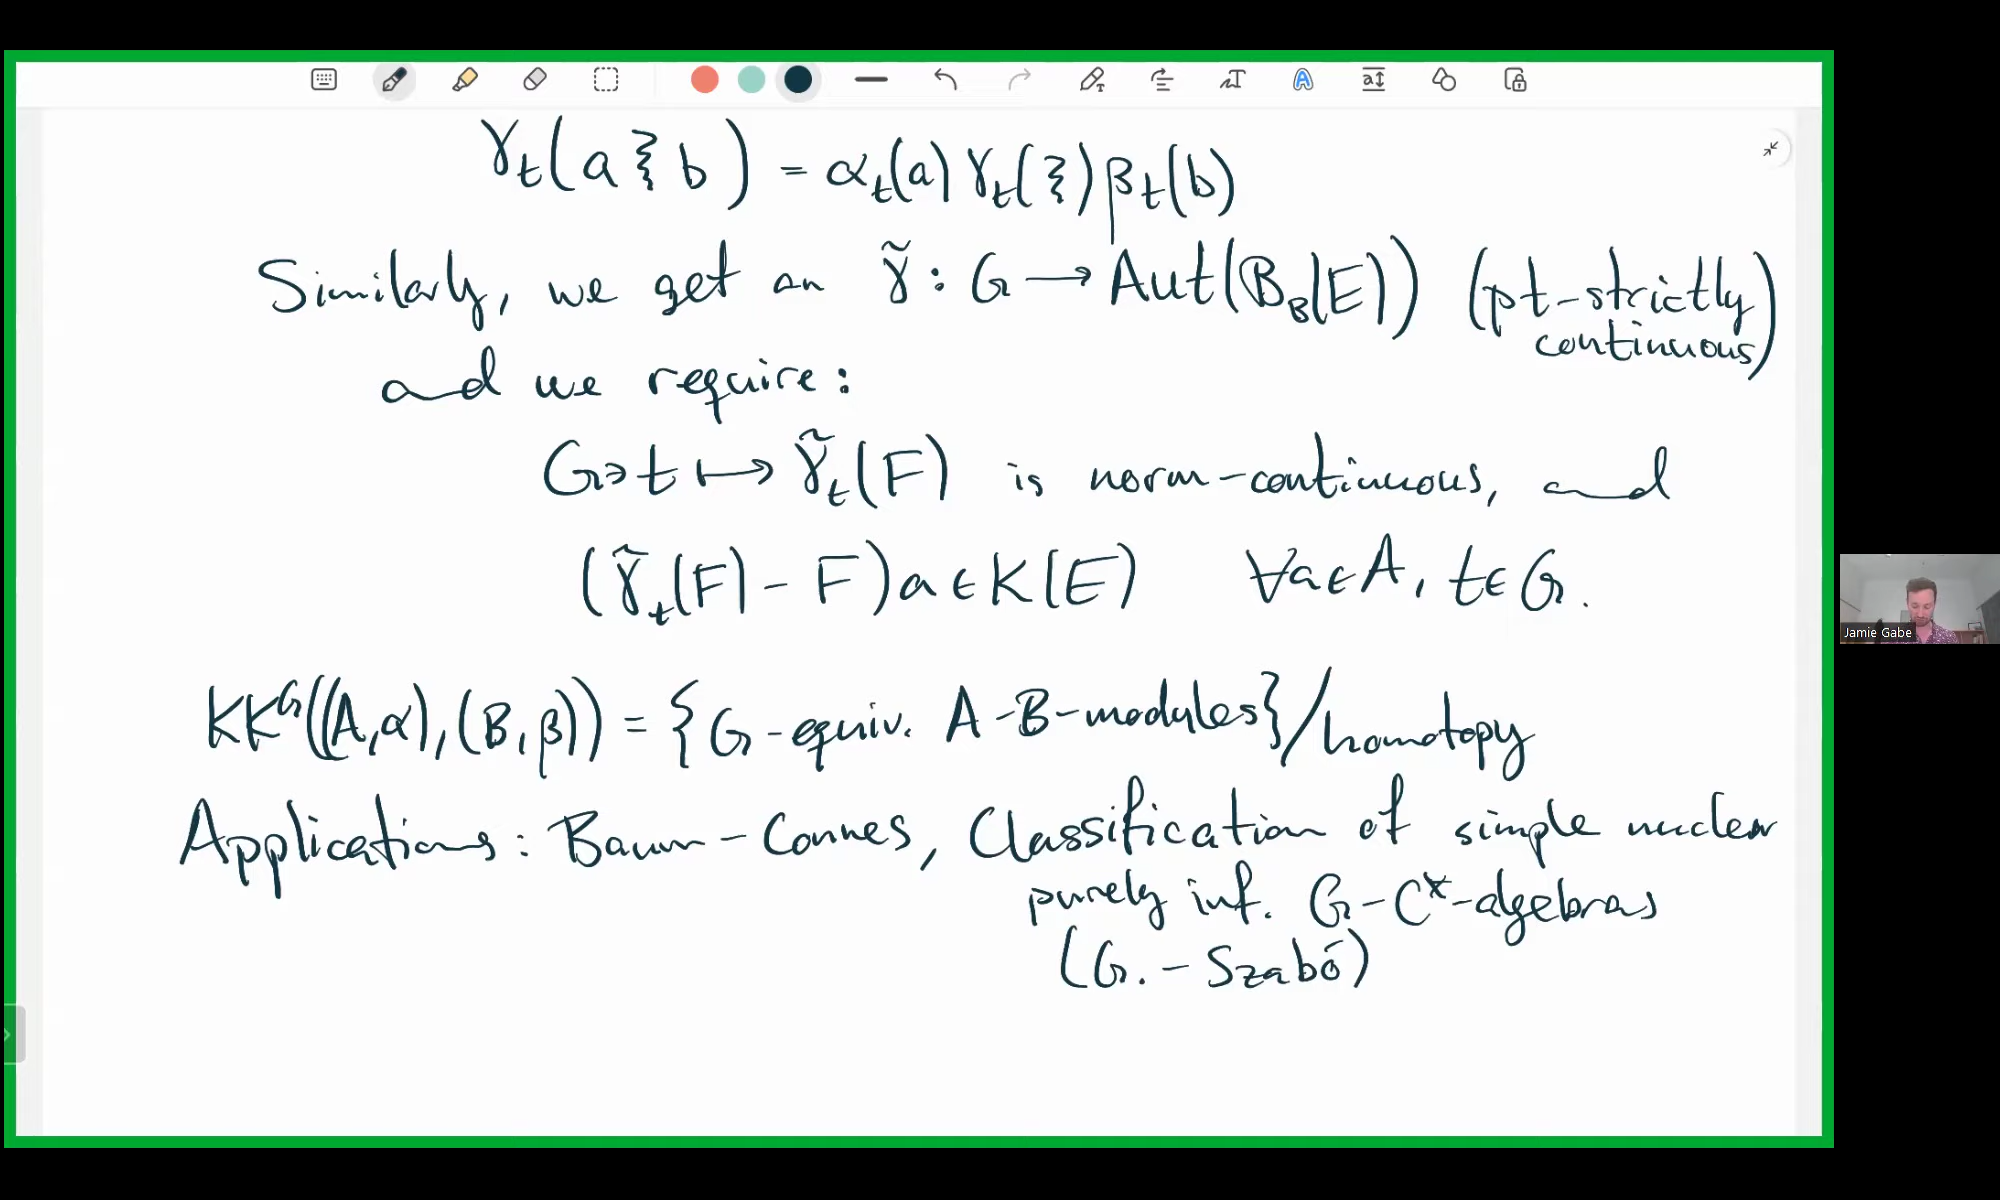 γ_t(a ξ b) = α_t(a) γ_t(ξ) β_t(b)
Similarly, we get an γ̃ : G → Aut(B_B(E)) (pt-strictly
continuous)
and we require:
G∋t ↦ γ̃_t(F) is norm-continuous, and
(γ̃_t(F) - F)a ∈ K(E) ∀a∈A, t∈G.
KK^G((A,α),(B,β)) = {G-equiv. A-B-modules}/homotopy
Applications: Baum-Connes, Classification of simple nuclear
purely inf. G-C*-algebras
(G.-Szabó)
Jamie Gabe